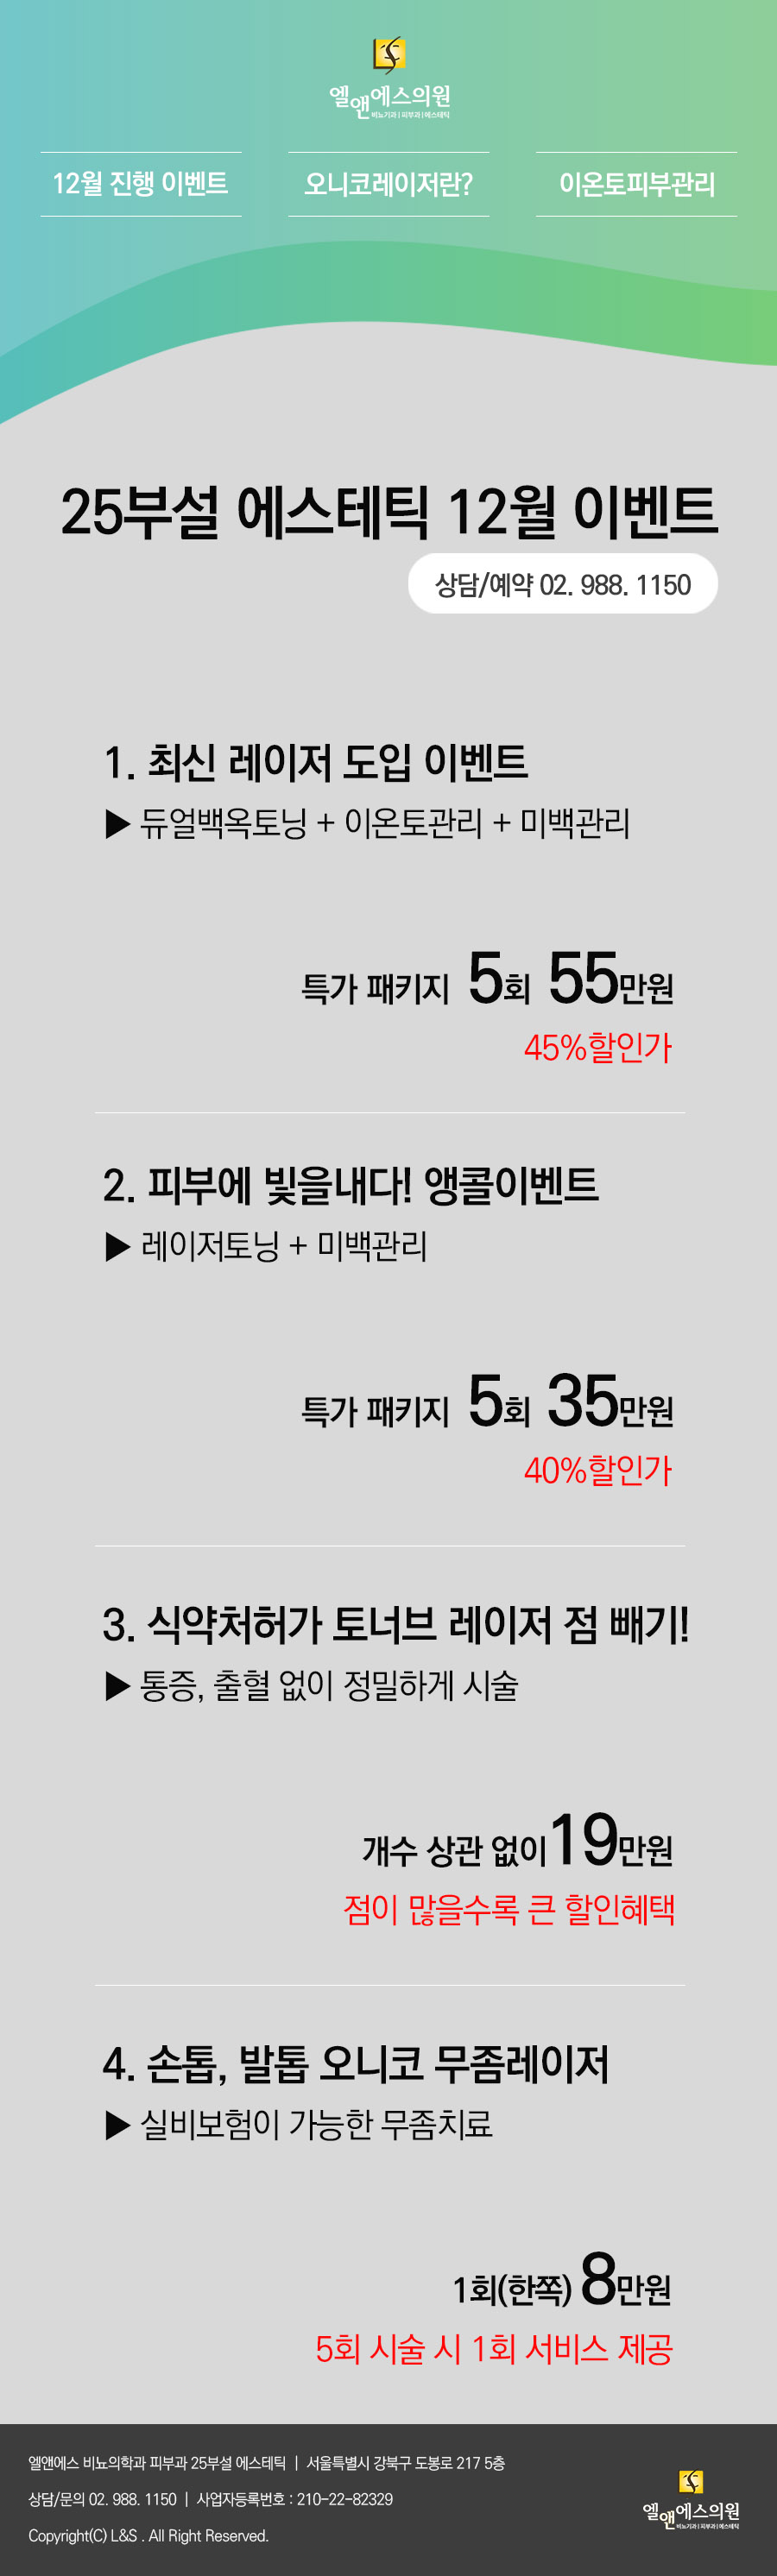 엘앤에스의원
비뇨기과 | 피부과 | 에스테틱
12월 진행 이벤트
오니코레이저란?
이온토피부관리
25부설 에스테틱 12월 이벤트
상담/예약 02. 988. 1150
1. 최신 레이저 도입 이벤트
▶ 듀얼백옥토닝 + 이온토관리 + 미백관리
특가 패키지 5회 55만원
45%할인가
2. 피부에 빛을내다! 앵콜이벤트
▶ 레이저토닝 + 미백관리
특가 패키지 5회 35만원
40%할인가
3. 식약처허가 토너브 레이저 점 빼기!
▶ 통증, 출혈 없이 정밀하게 시술
개수 상관 없이19만원
점이 많을수록 큰 할인혜택
4. 손톱, 발톱 오니코 무좀레이저
▶ 실비보험이 가능한 무좀치료
1회(한쪽) 8만원
5회 시술 시 1회 서비스 제공
엘앤에스 비뇨의학과 피부과 25부설 에스테틱 | 서울특별시 강북구 도봉로 217 5층
상담/문의 02. 988. 1150 | 사업자등록번호 : 210-22-82329
Copyright(C) L&S . All Right Reserved.
엘앤에스의원
비뇨기과 | 피부과 | 에스테틱